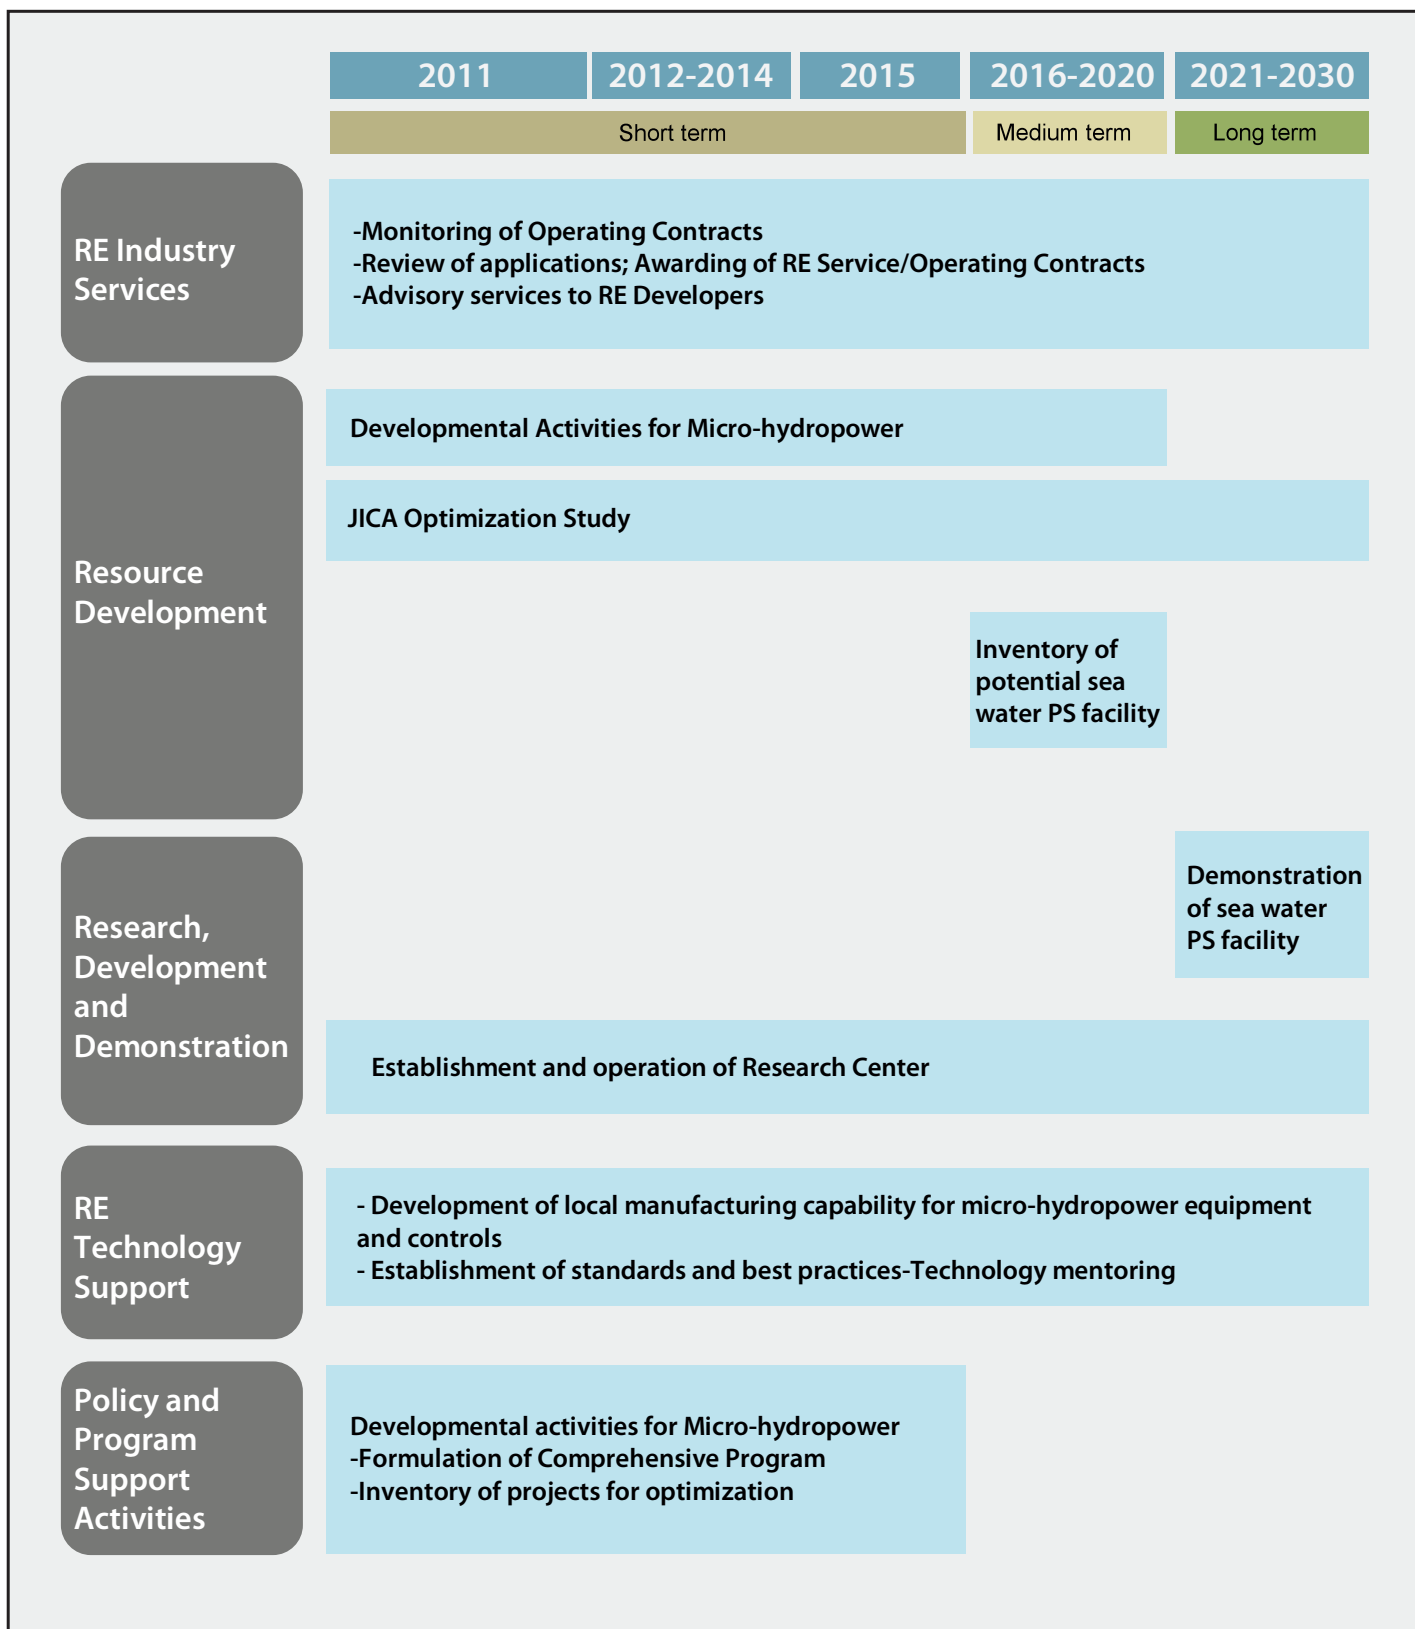 2011 2012-2014 2015 2016-2020 2021-2030
Short term Medium term Long term
RE Industry
Services
-Monitoring of Operating Contracts
-Review of applications; Awarding of RE Service/Operating Contracts
-Advisory services to RE Developers
Resource
Development
Developmental Activities for Micro-hydropower
JICA Optimization Study
Inventory of
potential sea
water PS facility
Research,
Development
and
Demonstration
Demonstration
of sea water
PS facility
Establishment and operation of Research Center
RE
Technology
Support
- Development of local manufacturing capability for micro-hydropower equipment
and controls
- Establishment of standards and best practices-Technology mentoring
Policy and
Program
Support
Activities
Developmental activities for Micro-hydropower
-Formulation of Comprehensive Program
-Inventory of projects for optimization